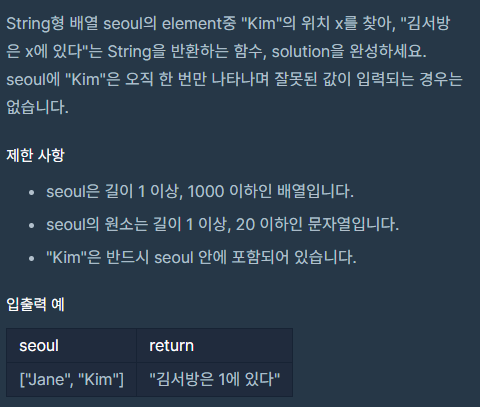 String형 배열 seoul의 element중 "Kim"의 위치 x를 찾아, "김서방
은 x에 있다"는 String을 반환하는 함수, solution을 완성하세요.
seoul에 "Kim"은 오직 한 번만 나타나며 잘못된 값이 입력되는 경우는
없습니다.
제한 사항
• seoul은 길이 1 이상, 1000 이하인 배열입니다.
• seoul의 원소는 길이 1 이상, 20 이하인 문자열입니다.
• "Kim"은 반드시 seoul 안에 포함되어 있습니다.
입출력 예
seoul return
["Jane", "Kim"] "김서방은 1에 있다"